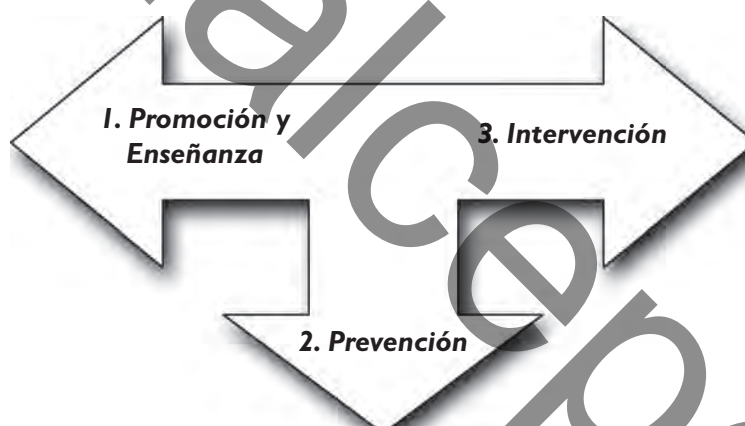 1. Promoción y
Enseñanza
3. Intervención
2. Prevención